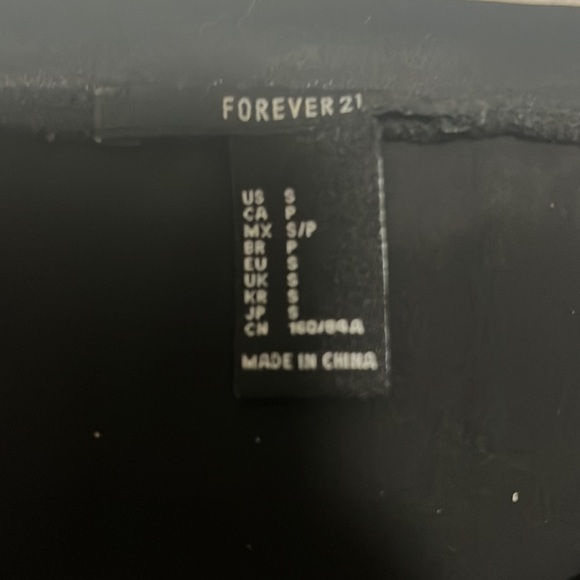 FOREVER 21
US S
CA P
MX S/P
BR P
EU S
UK S
KR S
JP S
CN 160/84A
MADE IN CHINA